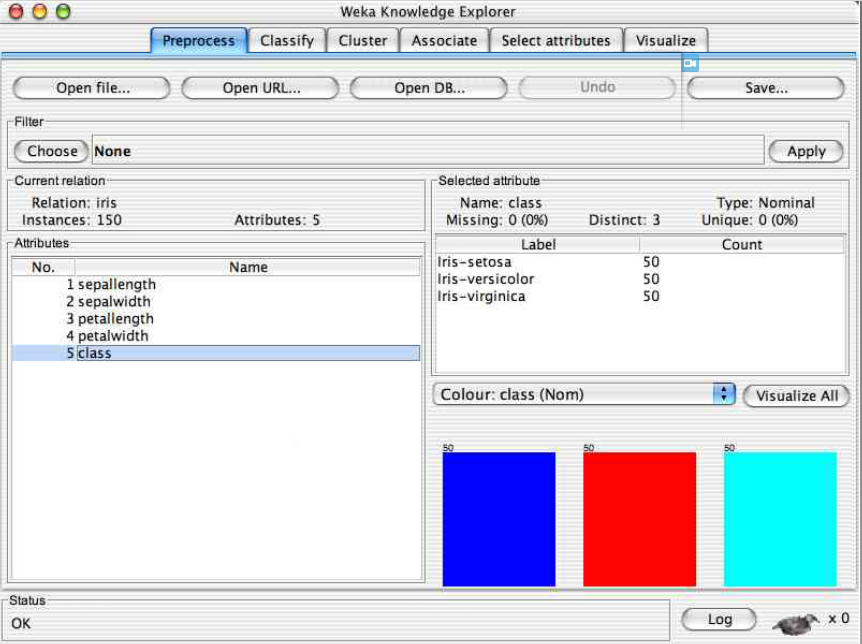 Weka Knowledge Explorer
Preprocess Classify Cluster Associate Select attributes Visualize
Open file... Open URL... Open DB... Undo Save...
Filter
Choose None Apply
Current relation
Relation: iris
Instances: 150 Attributes: 5
Attributes
No. Name
1 sepallength
2 sepalwidth
3 petallength
4 petalwidth
5 class
Selected attribute
Name: class Type: Nominal
Missing: 0 (0%) Distinct: 3 Unique: 0 (0%)
Label Count
Iris-setosa 50
Iris-versicolor 50
Iris-virginica 50
Colour: class (Nom) Visualize All
50 50 50
Status
OK Log x 0